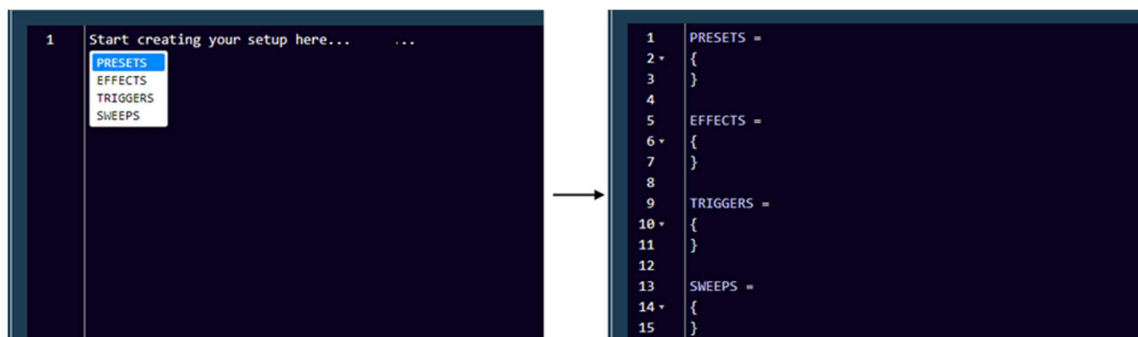 1 Start creating your setup here... ...
PRESETS
EFFECTS
TRIGGERS
SWEEPS
1 PRESETS =
2 {
3 }
4
5 EFFECTS =
6 {
7 }
8
9 TRIGGERS =
10 {
11 }
12
13 SWEEPS =
14 {
15 }